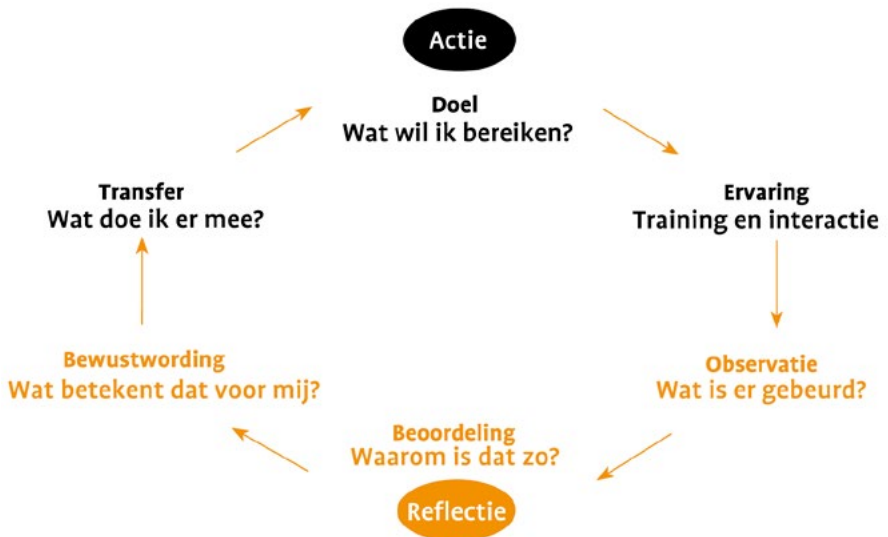 Actie
Doel
Wat wil ik bereiken?
Ervaring
Training en interactie
Observatie
Wat is er gebeurd?
Beoordeling
Waarom is dat zo?
Reflectie
Bewustwording
Wat betekent dat voor mij?
Transfer
Wat doe ik er mee?